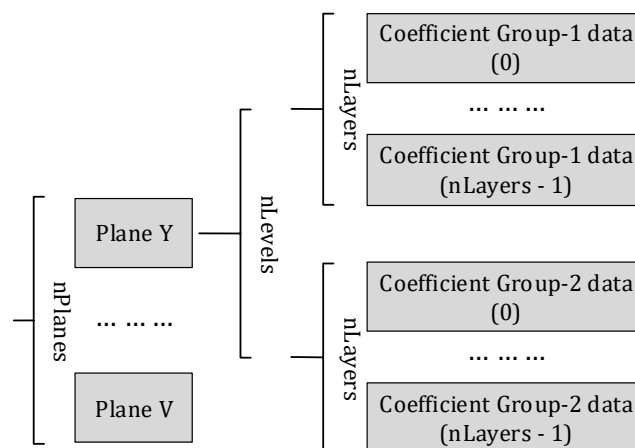 nPlanes
Plane Y
... ... ...
Plane V
nLevels
nLayers
Coefficient Group-1 data
(0)
... ... ...
Coefficient Group-1 data
(nLayers - 1)
nLayers
Coefficient Group-2 data
(0)
... ... ...
Coefficient Group-2 data
(nLayers - 1)